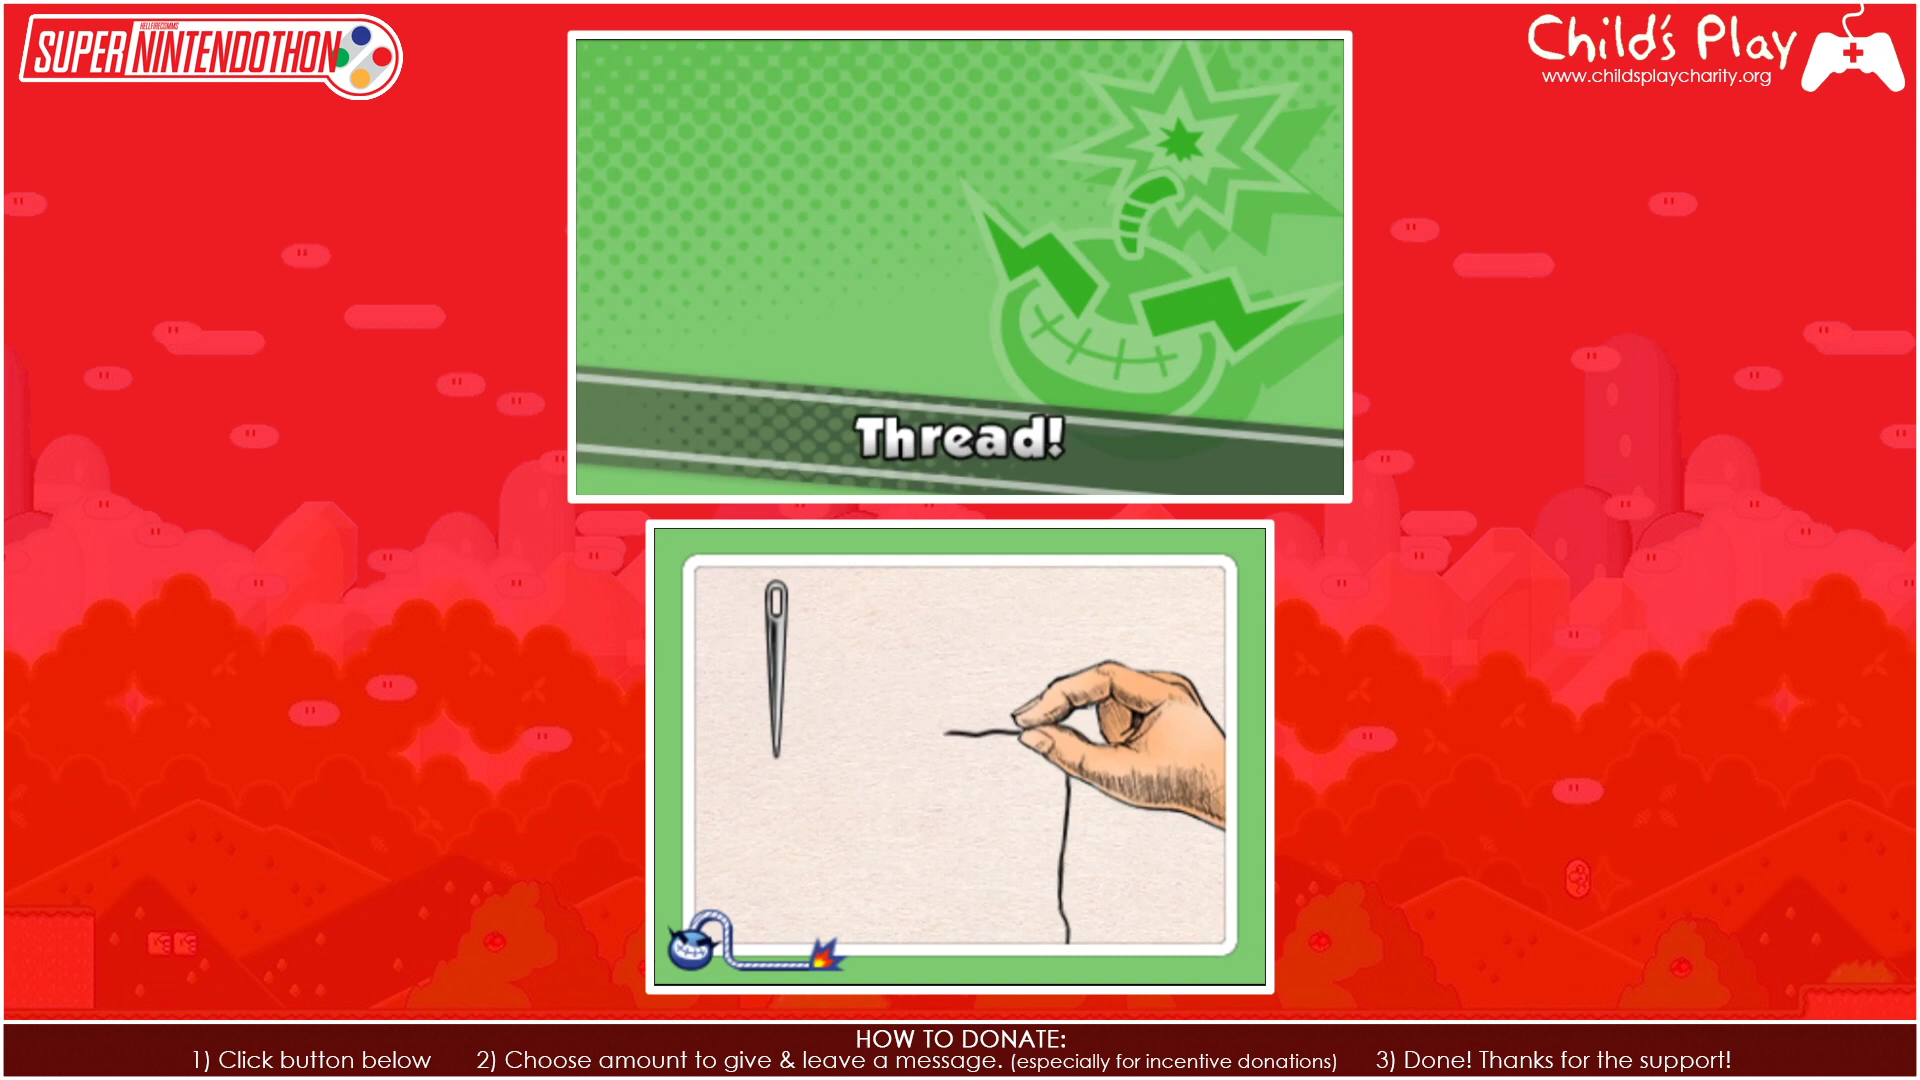 HELLFIRECOMMS
SUPER NINTENDOTHON
Child's Play
www.childsplaycharity.org
Thread!
HOW TO DONATE:
1) Click button below 2) Choose amount to give & leave a message. (especially for incentive donations) 3) Done! Thanks for the support!